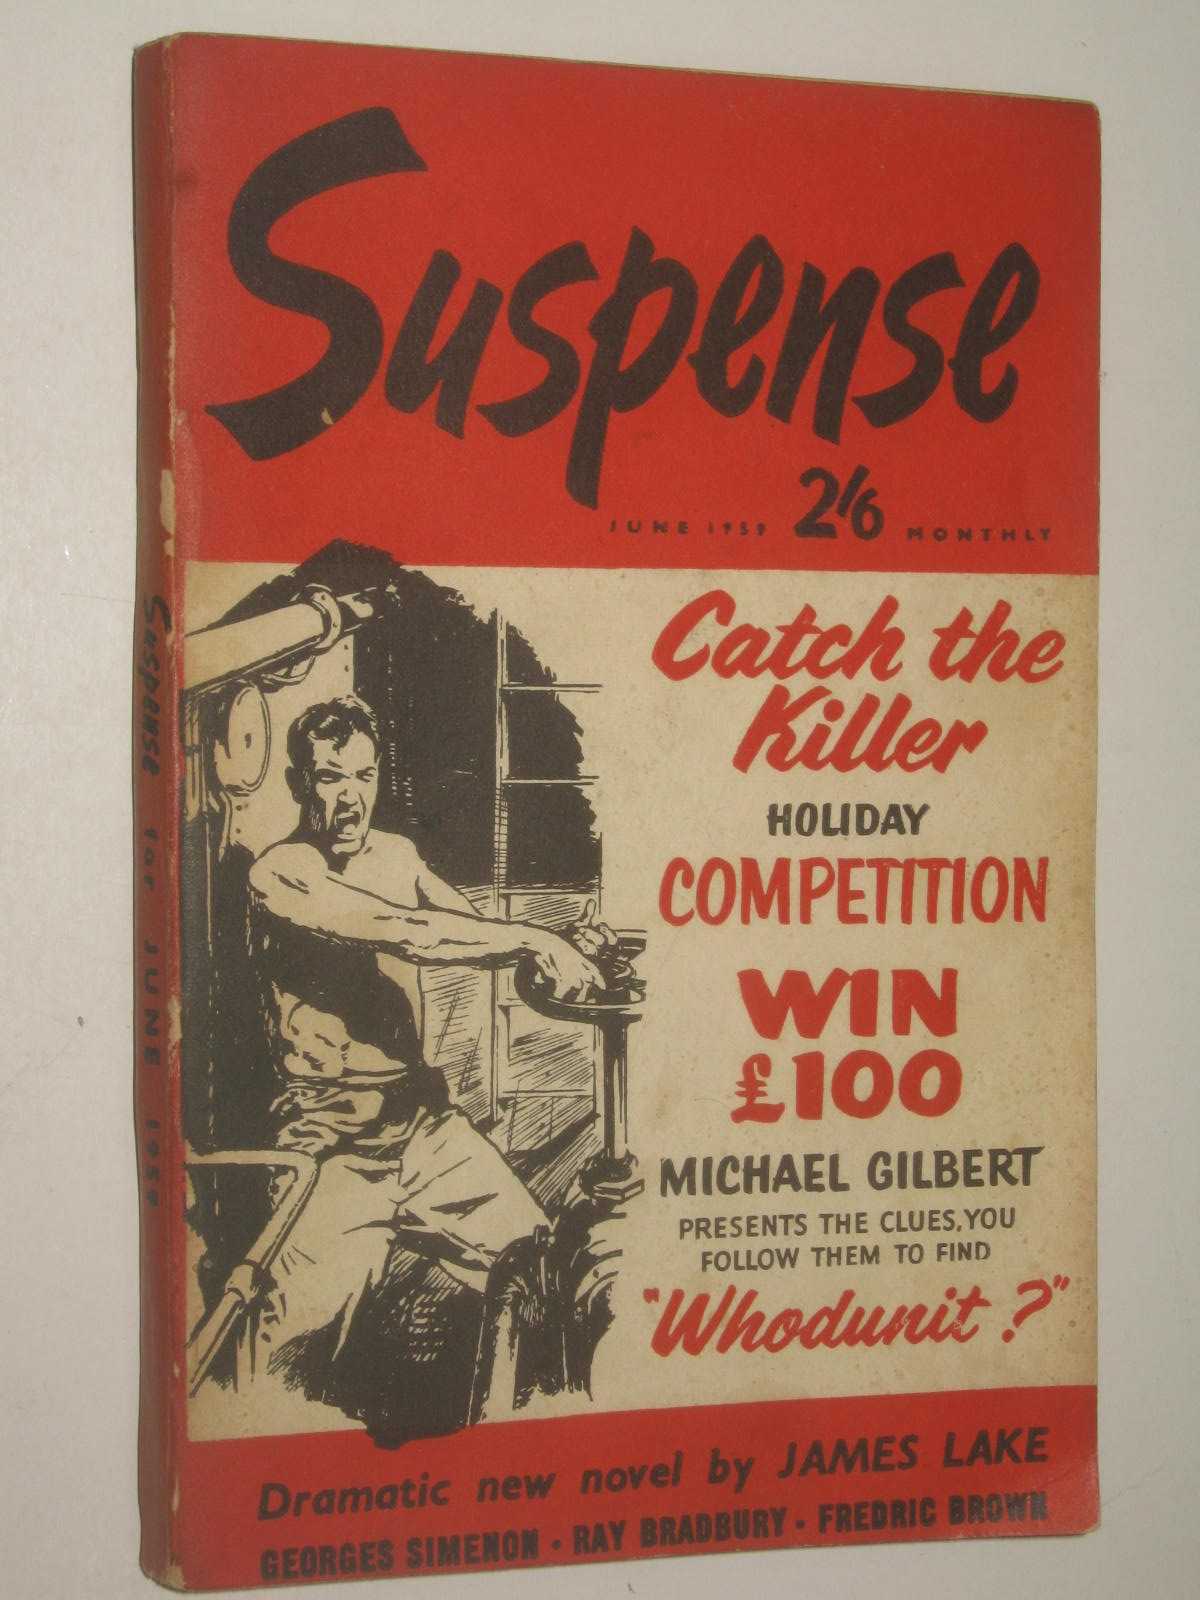 Suspense
JUNE 1959 2/6 MONTHLY
Catch the
Killer
HOLIDAY
COMPETITION
WIN
£100
MICHAEL GILBERT
PRESENTS THE CLUES, YOU
FOLLOW THEM TO FIND
"Whodunit?"
Dramatic new novel by JAMES LAKE
GEORGES SIMENON • RAY BRADBURY • FREDRIC BROWN
Suspense for JUNE 1959